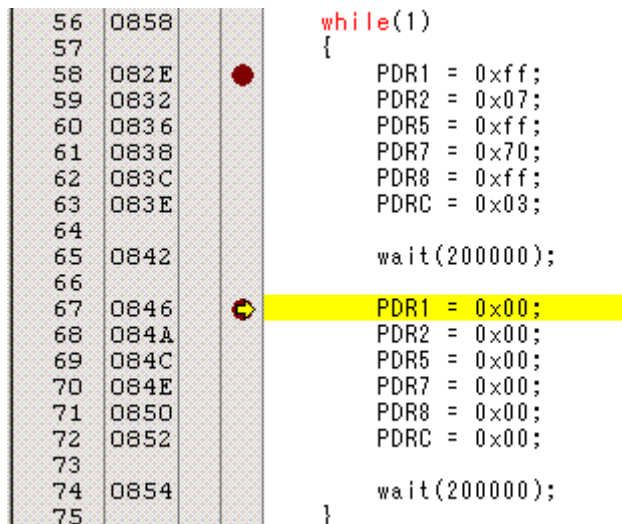 56 0858 while(1)
57 {
58 082E PDR1 = 0xff;
59 0832 PDR2 = 0x07;
60 0836 PDR5 = 0xff;
61 0838 PDR7 = 0x70;
62 083C PDR8 = 0xff;
63 083E PDRC = 0x03;
64
65 0842 wait(200000);
66
67 0846 PDR1 = 0x00;
68 084A PDR2 = 0x00;
69 084C PDR5 = 0x00;
70 084E PDR7 = 0x00;
71 0850 PDR8 = 0x00;
72 0852 PDRC = 0x00;
73
74 0854 wait(200000);
75 }